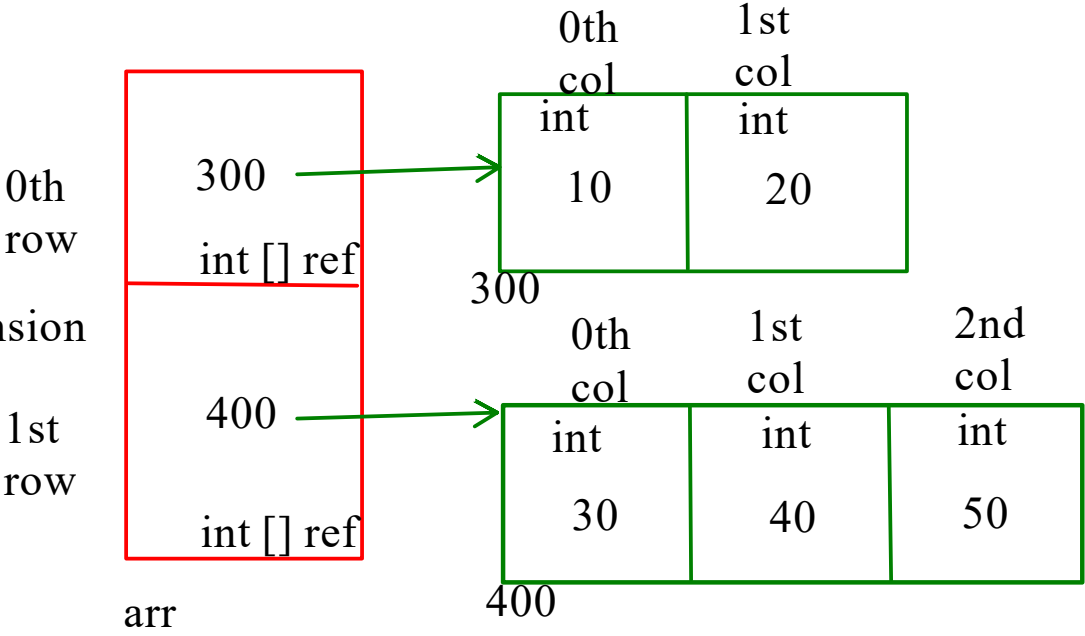 0th
col
1st
col
int
int
300
10
20
0th
row
int [] ref
300
nsion
0th
col
1st
col
2nd
col
400
int
int
int
1st
row
30
40
50
int [] ref
400
arr